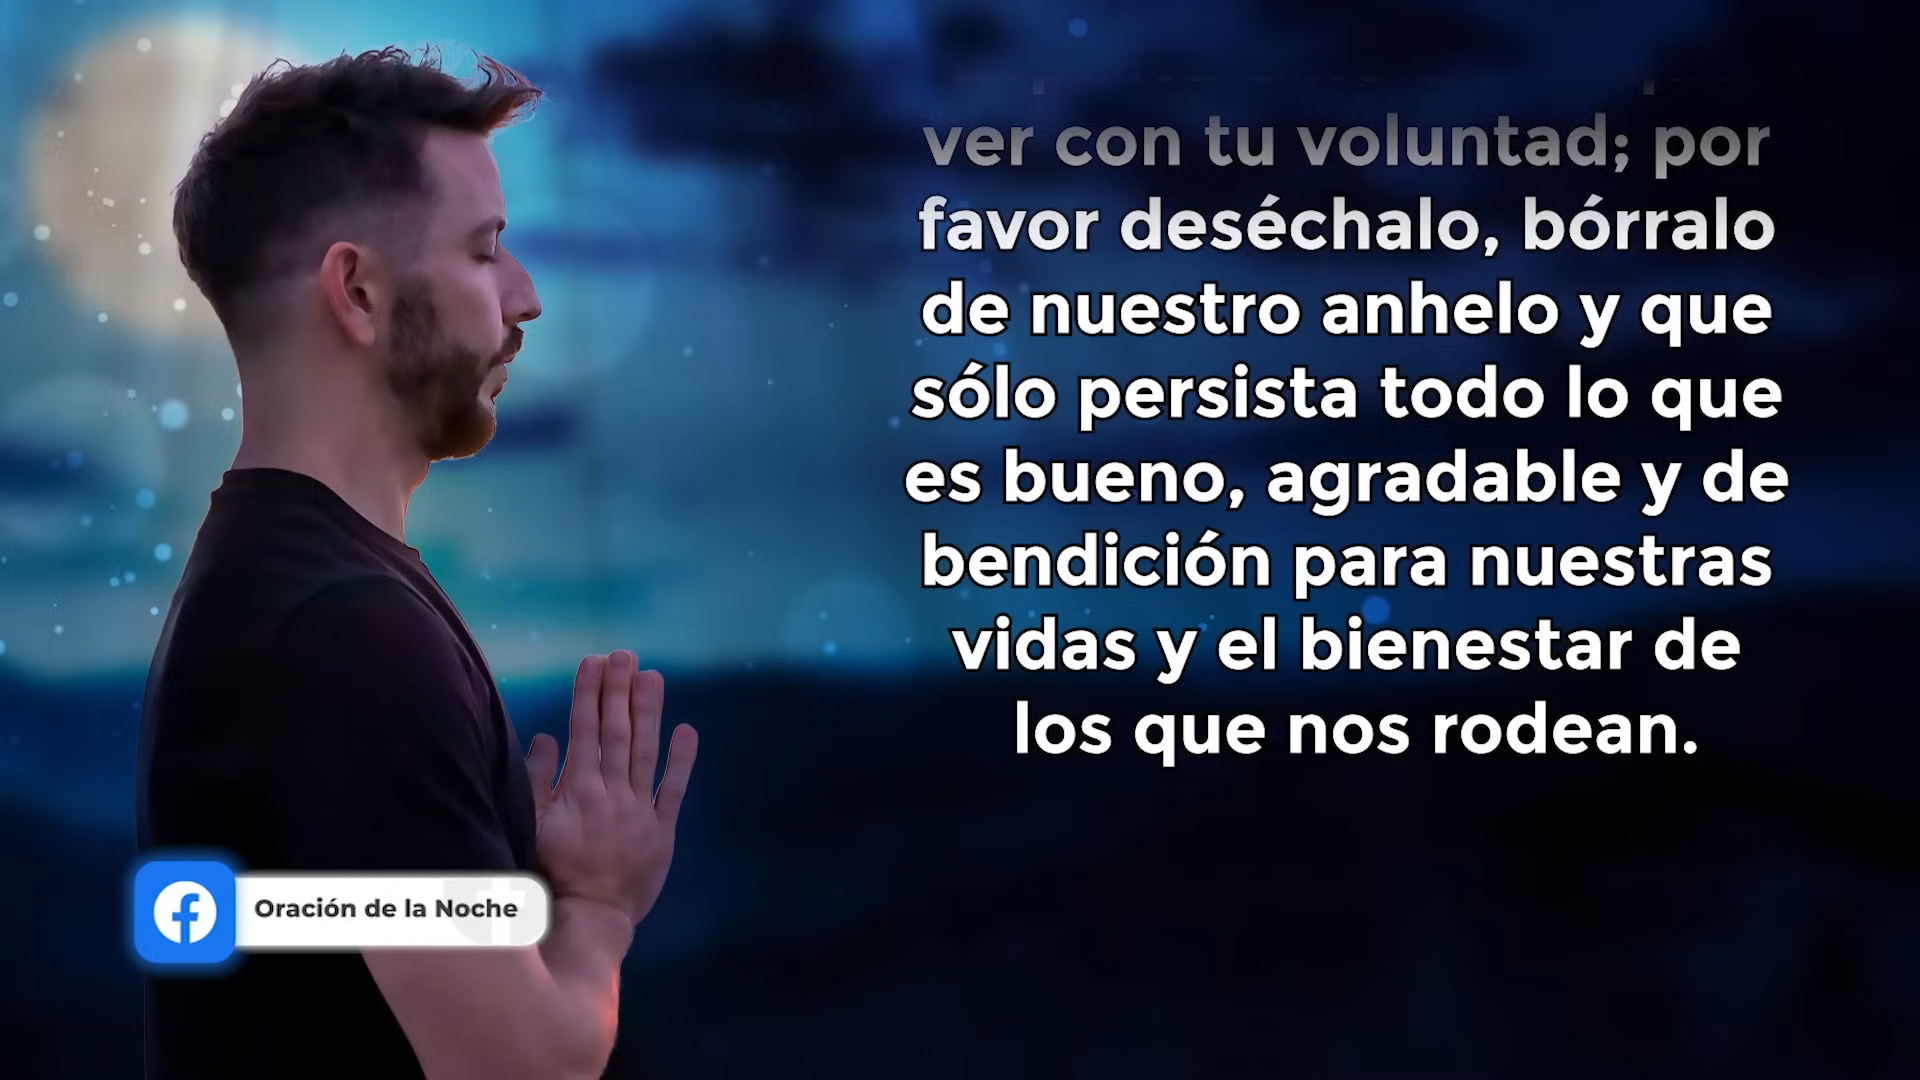 ver con tu voluntad; por
favor deséchalo, bórralo
de nuestro anhelo y que
sólo persista todo lo que
es bueno, agradable y de
bendición para nuestras
vidas y el bienestar de
los que nos rodean.
Oración de la Noche